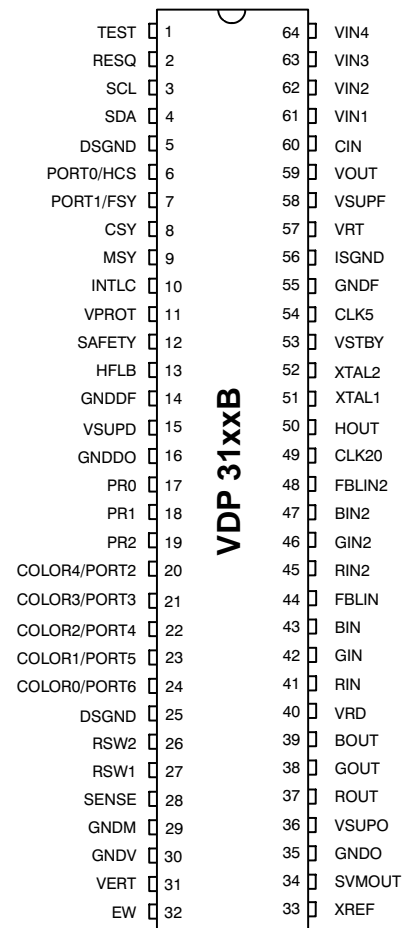 TEST 1 64 VIN4
RESQ 2 63 VIN3
SCL 3 62 VIN2
SDA 4 61 VIN1
DSGND 5 60 CIN
PORT0/HCS 6 59 VOUT
PORT1/FSY 7 58 VSUPF
CSY 8 57 VRT
MSY 9 56 ISGND
INTLC 10 55 GNDF
VPROT 11 54 CLK5
SAFETY 12 53 VSTBY
HFLB 13 52 XTAL2
GNDDF 14 51 XTAL1
VSUPD 15 50 HOUT
GNDDO 16 49 CLK20
PR0 17 48 FBLIN2
PR1 18 47 BIN2
PR2 19 46 GIN2
COLOR4/PORT2 20 45 RIN2
COLOR3/PORT3 21 44 FBLIN
COLOR2/PORT4 22 43 BIN
COLOR1/PORT5 23 42 GIN
COLOR0/PORT6 24 41 RIN
DSGND 25 40 VRD
RSW2 26 39 BOUT
RSW1 27 38 GOUT
SENSE 28 37 ROUT
GNDM 29 36 VSUPO
GNDV 30 35 GNDO
VERT 31 34 SVMOUT
EW 32 33 XREF
VDP 31xxB